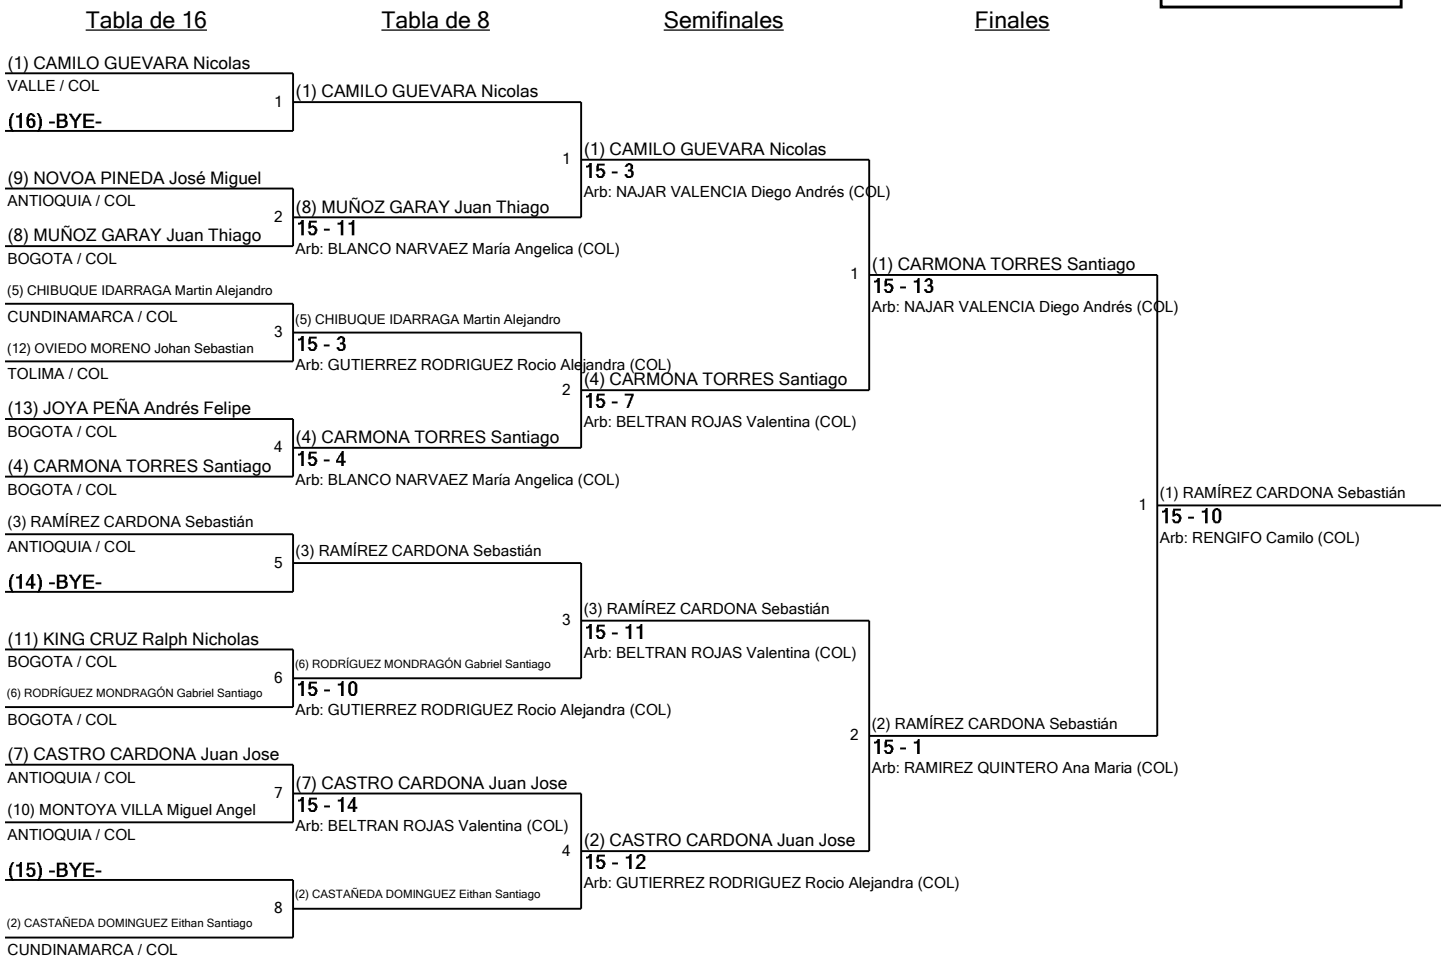 Tabla de 16
Tabla de 8
Semifinales
Finales
(1) CAMILO GUEVARA Nicolas
VALLE / COL
1
(16) -BYE-
(9) NOVOA PINEDA José Miguel
ANTIOQUIA / COL
2
(8) MUÑOZ GARAY Juan Thiago
BOGOTA / COL
(5) CHIBUQUE IDARRAGA Martin Alejandro
CUNDINAMARCA / COL
3
(12) OVIEDO MORENO Johan Sebastian
TOLIMA / COL
(13) JOYA PEÑA Andrés Felipe
BOGOTA / COL
4
(4) CARMONA TORRES Santiago
BOGOTA / COL
(3) RAMÍREZ CARDONA Sebastián
ANTIOQUIA / COL
5
(14) -BYE-
(11) KING CRUZ Ralph Nicholas
BOGOTA / COL
6
(6) RODRÍGUEZ MONDRAGÓN Gabriel Santiago
BOGOTA / COL
(7) CASTRO CARDONA Juan Jose
ANTIOQUIA / COL
7
(10) MONTOYA VILLA Miguel Angel
ANTIOQUIA / COL
(15) -BYE-
8
(2) CASTAÑEDA DOMINGUEZ Eithan Santiago
CUNDINAMARCA / COL
(1) CAMILO GUEVARA Nicolas
1
(8) MUÑOZ GARAY Juan Thiago
15 - 11
Arb: BLANCO NARVAEZ María Angelica (COL)
(5) CHIBUQUE IDARRAGA Martin Alejandro
15 - 3
Arb: GUTIERREZ RODRIGUEZ Rocio Alejandra (COL)
2
(4) CARMONA TORRES Santiago
15 - 4
Arb: BLANCO NARVAEZ María Angelica (COL)
(3) RAMÍREZ CARDONA Sebastián
3
(6) RODRÍGUEZ MONDRAGÓN Gabriel Santiago
15 - 10
Arb: GUTIERREZ RODRIGUEZ Rocio Alejandra (COL)
(7) CASTRO CARDONA Juan Jose
15 - 14
Arb: BELTRAN ROJAS Valentina (COL)
4
(2) CASTAÑEDA DOMINGUEZ Eithan Santiago
(1) CAMILO GUEVARA Nicolas
15 - 3
Arb: NAJAR VALENCIA Diego Andrés (COL)
1
(4) CARMONA TORRES Santiago
15 - 7
Arb: BELTRAN ROJAS Valentina (COL)
(3) RAMÍREZ CARDONA Sebastián
15 - 11
Arb: BELTRAN ROJAS Valentina (COL)
2
(2) CASTRO CARDONA Juan Jose
15 - 12
Arb: GUTIERREZ RODRIGUEZ Rocio Alejandra (COL)
(1) CARMONA TORRES Santiago
15 - 13
Arb: NAJAR VALENCIA Diego Andrés (COL)
1
(2) RAMÍREZ CARDONA Sebastián
15 - 1
Arb: RAMIREZ QUINTERO Ana Maria (COL)
(1) RAMÍREZ CARDONA Sebastián
15 - 10
Arb: RENGIFO Camilo (COL)